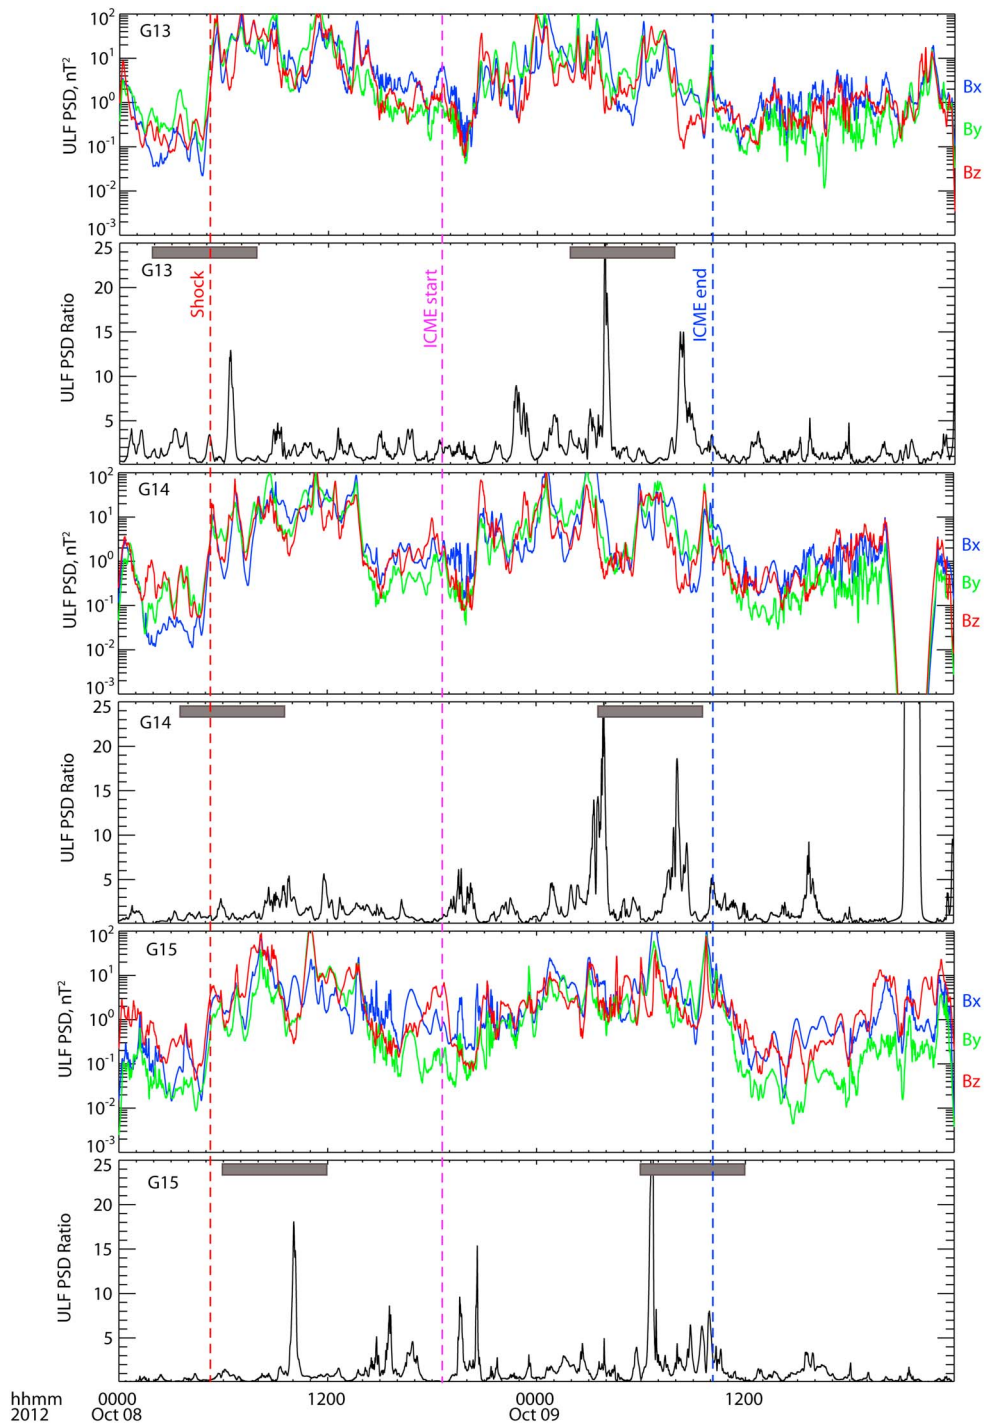 10²
10¹
10⁰
10⁻¹
10⁻²
10⁻³
ULF PSD, nT²
G13
Bx
By
Bz
25
20
15
10
5
ULF PSD Ratio
G13
Shock
ICME start
ICME end
10²
10¹
10⁰
10⁻¹
10⁻²
10⁻³
ULF PSD, nT²
G14
Bx
By
Bz
25
20
15
10
5
ULF PSD Ratio
G14
10²
10¹
10⁰
10⁻¹
10⁻²
10⁻³
ULF PSD, nT²
G15
Bx
By
Bz
25
20
15
10
5
ULF PSD Ratio
G15
hhmm 0000 1200 0000 1200
2012 Oct 08 Oct 09